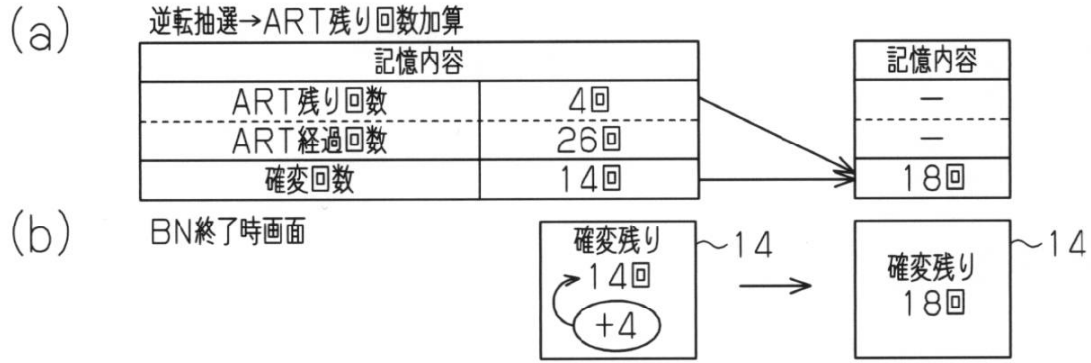 (a) 逆転抽選→ART残り回数加算
記憶内容 記憶内容
ART残り回数 4回 −
ART経過回数 26回 −
確変回数 14回 18回
(b) BN終了時画面
確変残り ～14 ～14
14回 確変残り
+4 18回